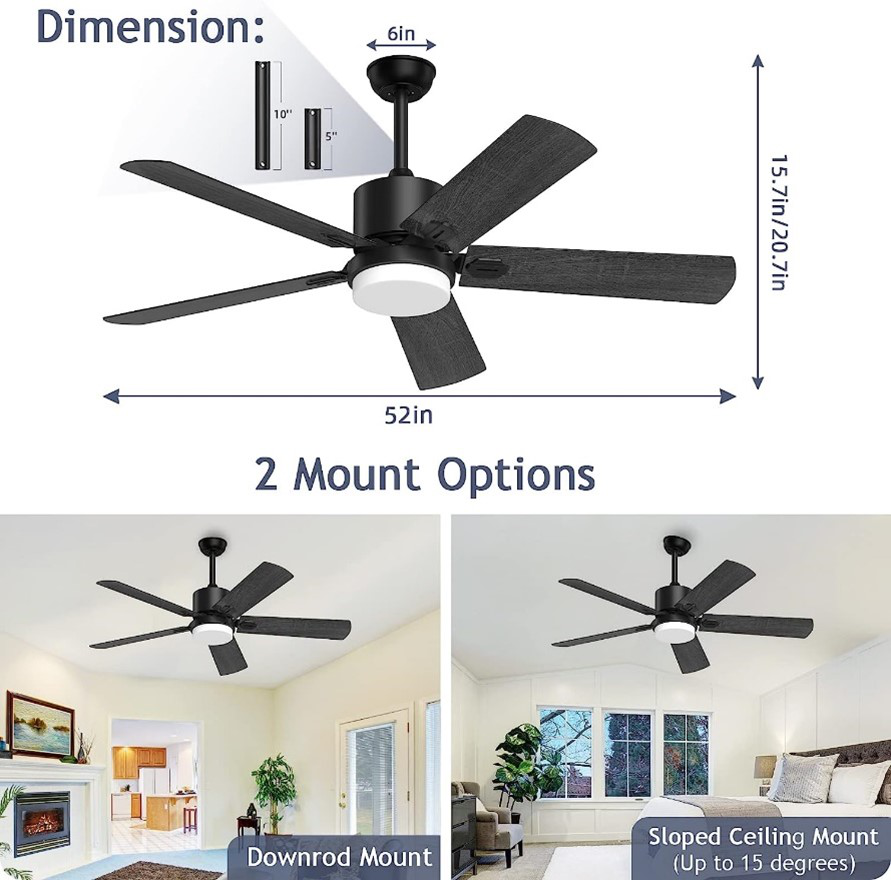 Dimension:
6in
10"
5"
15.7in/20.7in
52in
2 Mount Options
Downrod Mount
Sloped Ceiling Mount
(Up to 15 degrees)